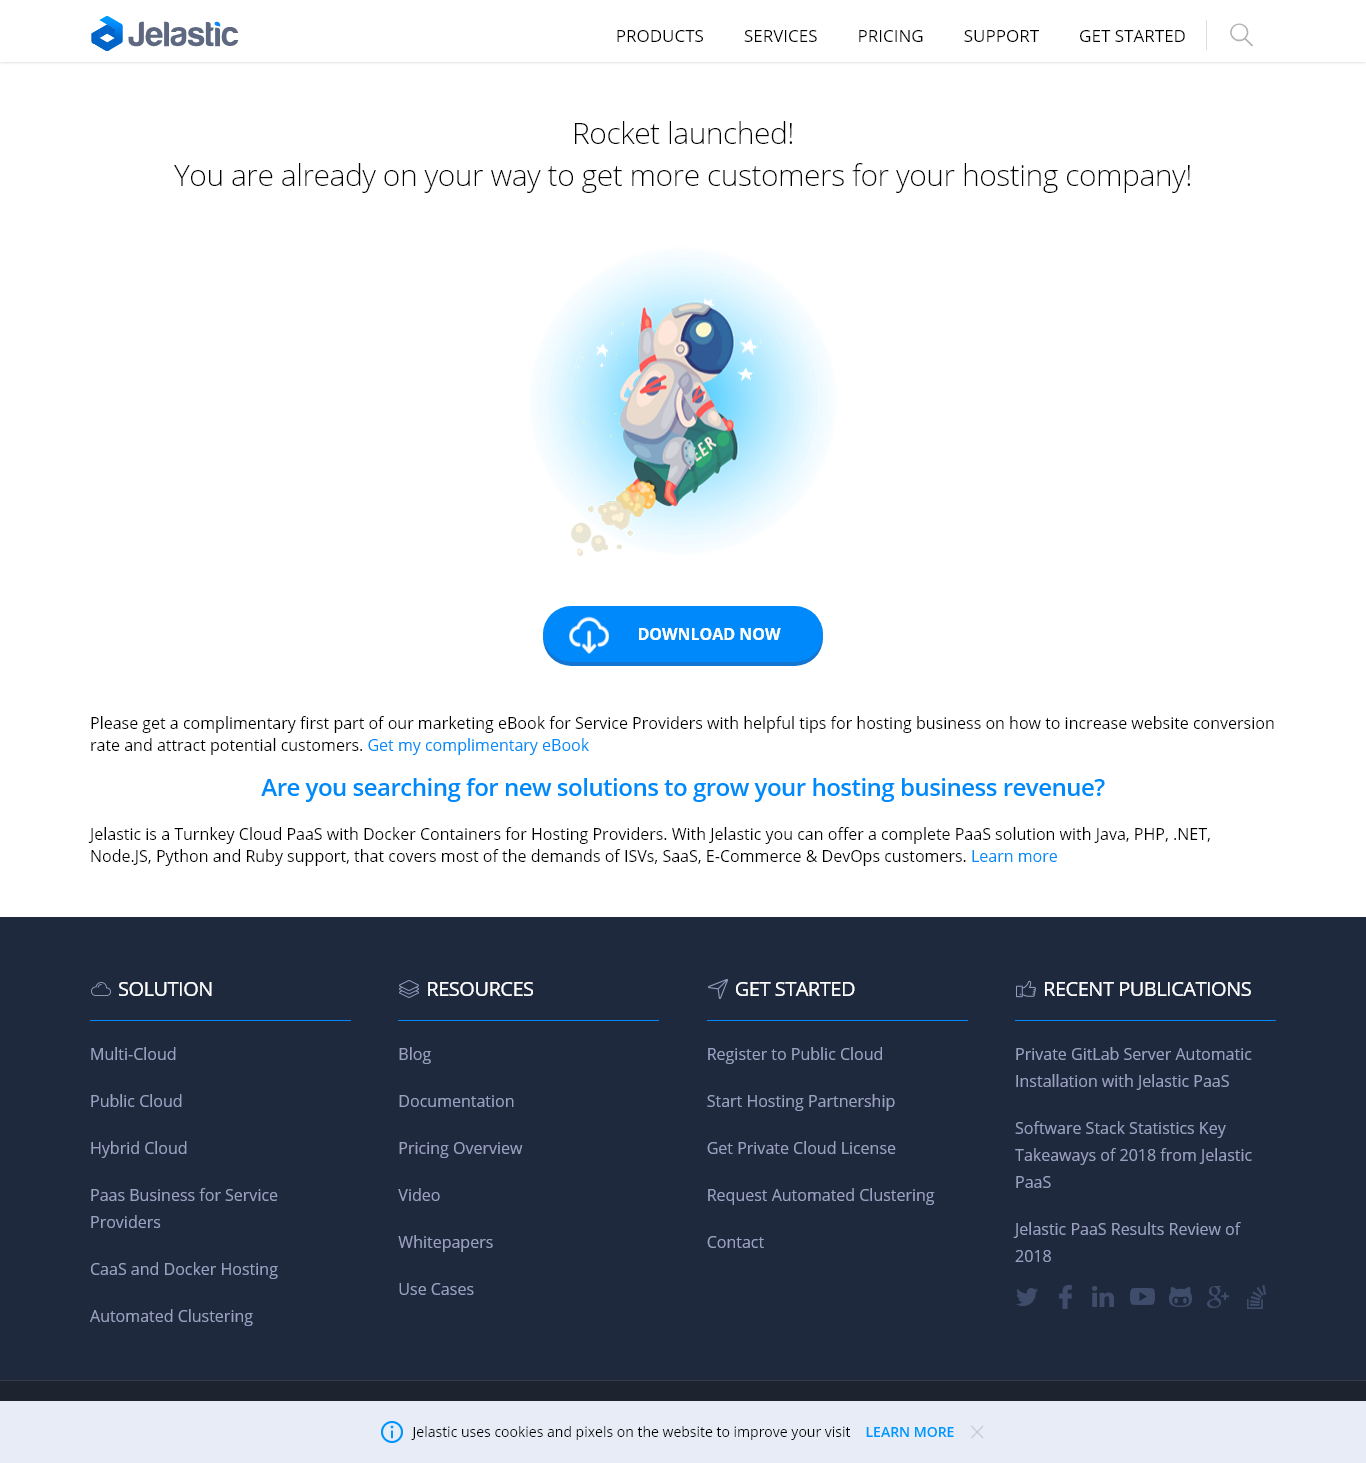 Jelastic
PRODUCTS
SERVICES
PRICING
SUPPORT
GET STARTED
Rocket launched!
You are already on your way to get more customers for your hosting company!
EER
DOWNLOAD NOW
Please get a complimentary first part of our marketing eBook for Service Providers with helpful tips for hosting business on how to increase website conversion
rate and attract potential customers. Get my complimentary eBook
Are you searching for new solutions to grow your hosting business revenue?
Jelastic is a Turnkey Cloud PaaS with Docker Containers for Hosting Providers. With Jelastic you can offer a complete PaaS solution with Java, PHP, .NET,
Node.JS, Python and Ruby support, that covers most of the demands of ISVs, SaaS, E-Commerce & DevOps customers. Learn more
SOLUTION
Multi-Cloud
Public Cloud
Hybrid Cloud
Paas Business for Service
Providers
CaaS and Docker Hosting
Automated Clustering
RESOURCES
Blog
Documentation
Pricing Overview
Video
Whitepapers
Use Cases
GET STARTED
Register to Public Cloud
Start Hosting Partnership
Get Private Cloud License
Request Automated Clustering
Contact
RECENT PUBLICATIONS
Private GitLab Server Automatic
Installation with Jelastic PaaS
Software Stack Statistics Key
Takeaways of 2018 from Jelastic
PaaS
Jelastic PaaS Results Review of
2018
Jelastic uses cookies and pixels on the website to improve your visit LEARN MORE